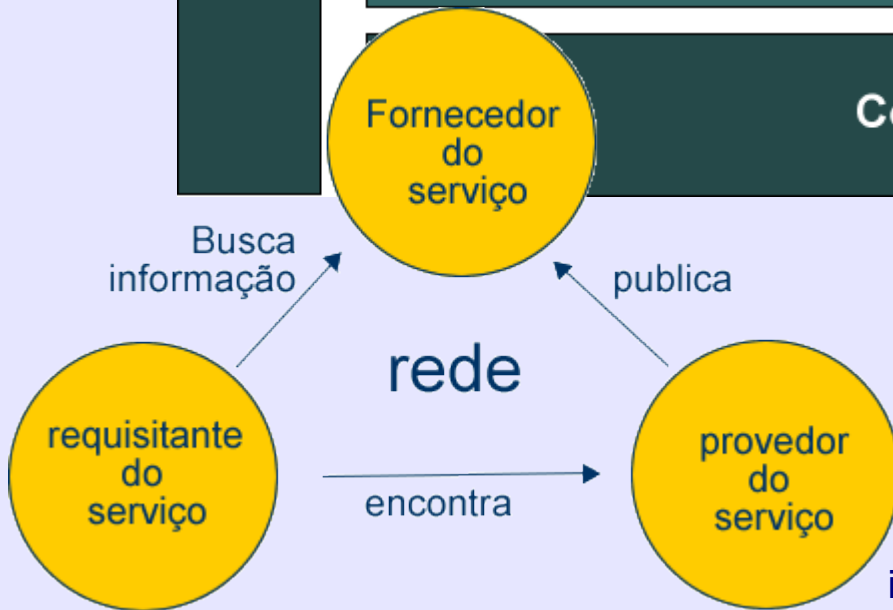 Fornecedor
do
serviço
Busca
informação
publica
rede
requisitante
do
serviço
encontra
provedor
do
serviço